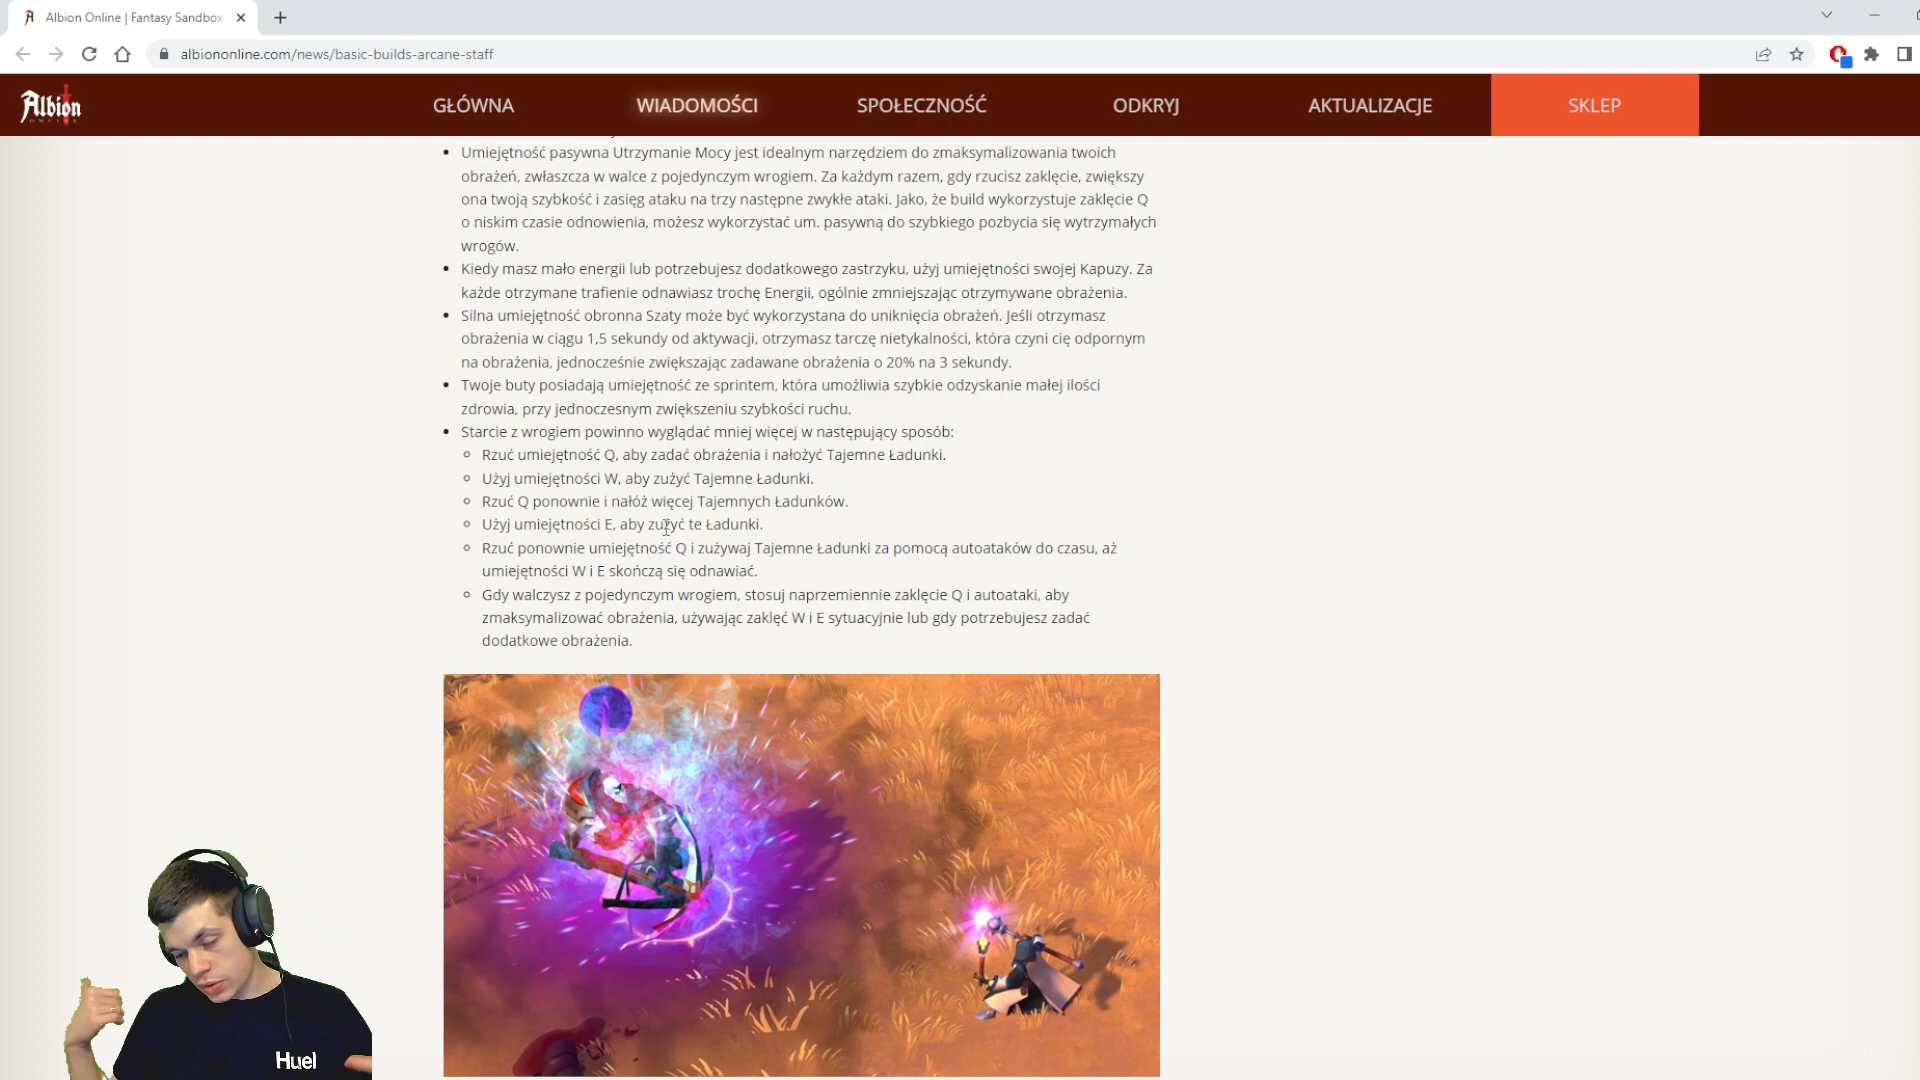 Albion Online | Fantasy Sandbox
albiononline.com/news/basic-builds-arcane-staff
Albion
ONLINE
GŁÓWNA
WIADOMOŚCI
SPOŁECZNOŚĆ
ODKRYJ
AKTUALIZACJE
SKLEP
Umiejętność pasywna Utrzymanie Mocy jest idealnym narzędziem do zmaksymalizowania twoich
obrażeń, zwłaszcza w walce z pojedynczym wrogiem. Za każdym razem, gdy rzucisz zaklęcie, zwiększy
ona twoją szybkość i zasięg ataku na trzy następne zwykłe ataki. Jako, że build wykorzystuje zaklęcie Q
o niskim czasie odnowienia, możesz wykorzystać um. pasywną do szybkiego pozbycia się wytrzymałych
wrogów.
Kiedy masz mało energii lub potrzebujesz dodatkowego zastrzyku, użyj umiejętności swojej Kapuzy. Za
każde otrzymane trafienie odnawiasz trochę Energii, ogólnie zmniejszając otrzymywane obrażenia.
Silna umiejętność obronna Szaty może być wykorzystana do uniknięcia obrażeń. Jeśli otrzymasz
obrażenia w ciągu 1,5 sekundy od aktywacji, otrzymasz tarczę nietykalności, która czyni cię odpornym
na obrażenia, jednocześnie zwiększając zadawane obrażenia o 20% na 3 sekundy.
Twoje buty posiadają umiejętność ze sprintem, która umożliwia szybkie odzyskanie małej ilości
zdrowia, przy jednoczesnym zwiększeniu szybkości ruchu.
Starcie z wrogiem powinno wyglądać mniej więcej w następujący sposób:
Rzuć umiejętność Q, aby zadać obrażenia i nałożyć Tajemne Ładunki.
Użyj umiejętności W, aby zużyć Tajemne Ładunki.
Rzuć Q ponownie i nałóż więcej Tajemnych Ładunków.
Użyj umiejętności E, aby zużyć te Ładunki.
Rzuć ponownie umiejętność Q i zużywaj Tajemne Ładunki za pomocą autoataków do czasu, aż
umiejętności W i E skończą się odnawiać.
Gdy walczysz z pojedynczym wrogiem, stosuj naprzemiennie zaklęcie Q i autoataki, aby
zmaksymalizować obrażenia, używając zaklęć W i E sytuacyjnie lub gdy potrzebujesz zadać
dodatkowe obrażenia.
Huel